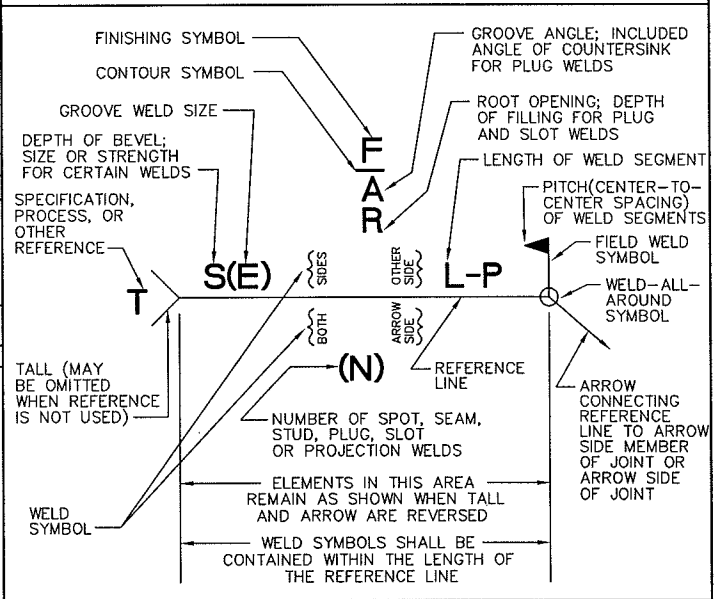 FINISHING SYMBOL
CONTOUR SYMBOL
GROOVE WELD SIZE
DEPTH OF BEVEL;
SIZE OR STRENGTH
FOR CERTAIN WELDS
SPECIFICATION,
PROCESS, OR
OTHER
REFERENCE
GROOVE ANGLE; INCLUDED
ANGLE OF COUNTERSINK
FOR PLUG WELDS
ROOT OPENING; DEPTH
OF FILLING FOR PLUG
AND SLOT WELDS
LENGTH OF WELD SEGMENT
PITCH(CENTER-TO-
CENTER SPACING)
OF WELD SEGMENTS
FIELD WELD
SYMBOL
WELD-ALL-
AROUND
SYMBOL
F
A
R
T
S(E)
SIDES
OTHER
SIDE
L-P
BOTH
ARROW
SIDE
(N)
TALL (MAY
BE OMITTED
WHEN REFERENCE
IS NOT USED)
REFERENCE
LINE
NUMBER OF SPOT, SEAM,
STUD, PLUG, SLOT
OR PROJECTION WELDS
ARROW
CONNECTING
REFERENCE
LINE TO ARROW
SIDE MEMBER
OF JOINT OR
ARROW SIDE
OF JOINT
WELD
SYMBOL
ELEMENTS IN THIS AREA
REMAIN AS SHOWN WHEN TALL
AND ARROW ARE REVERSED
WELD SYMBOLS SHALL BE
CONTAINED WITHIN THE LENGTH OF
THE REFERENCE LINE